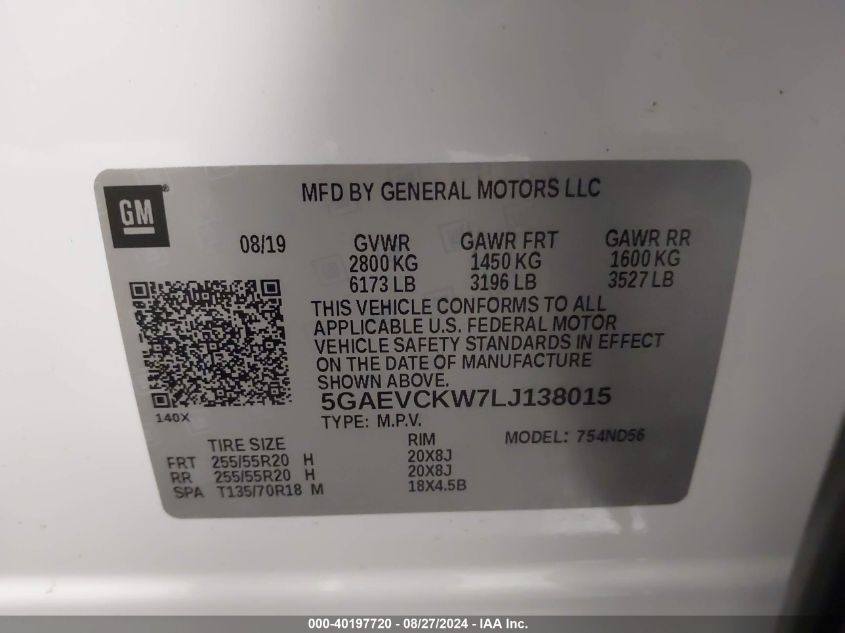 GM
MFD BY GENERAL MOTORS LLC
08/19 GVWR GAWR FRT GAWR RR
2800 KG 1450 KG 1600 KG
6173 LB 3196 LB 3527 LB
THIS VEHICLE CONFORMS TO ALL
APPLICABLE U.S. FEDERAL MOTOR
VEHICLE SAFETY STANDARDS IN EFFECT
ON THE DATE OF MANUFACTURE
SHOWN ABOVE.
5GAEVCKW7LJ138015
140X
TYPE: M.P.V.
TIRE SIZE RIM MODEL: 754ND56
FRT 255/55R20 H 20X8J
RR 255/55R20 H 20X8J
SPA T135/70R18 M 18X4.5B
000-40197720 - 08/27/2024 - IAA Inc.